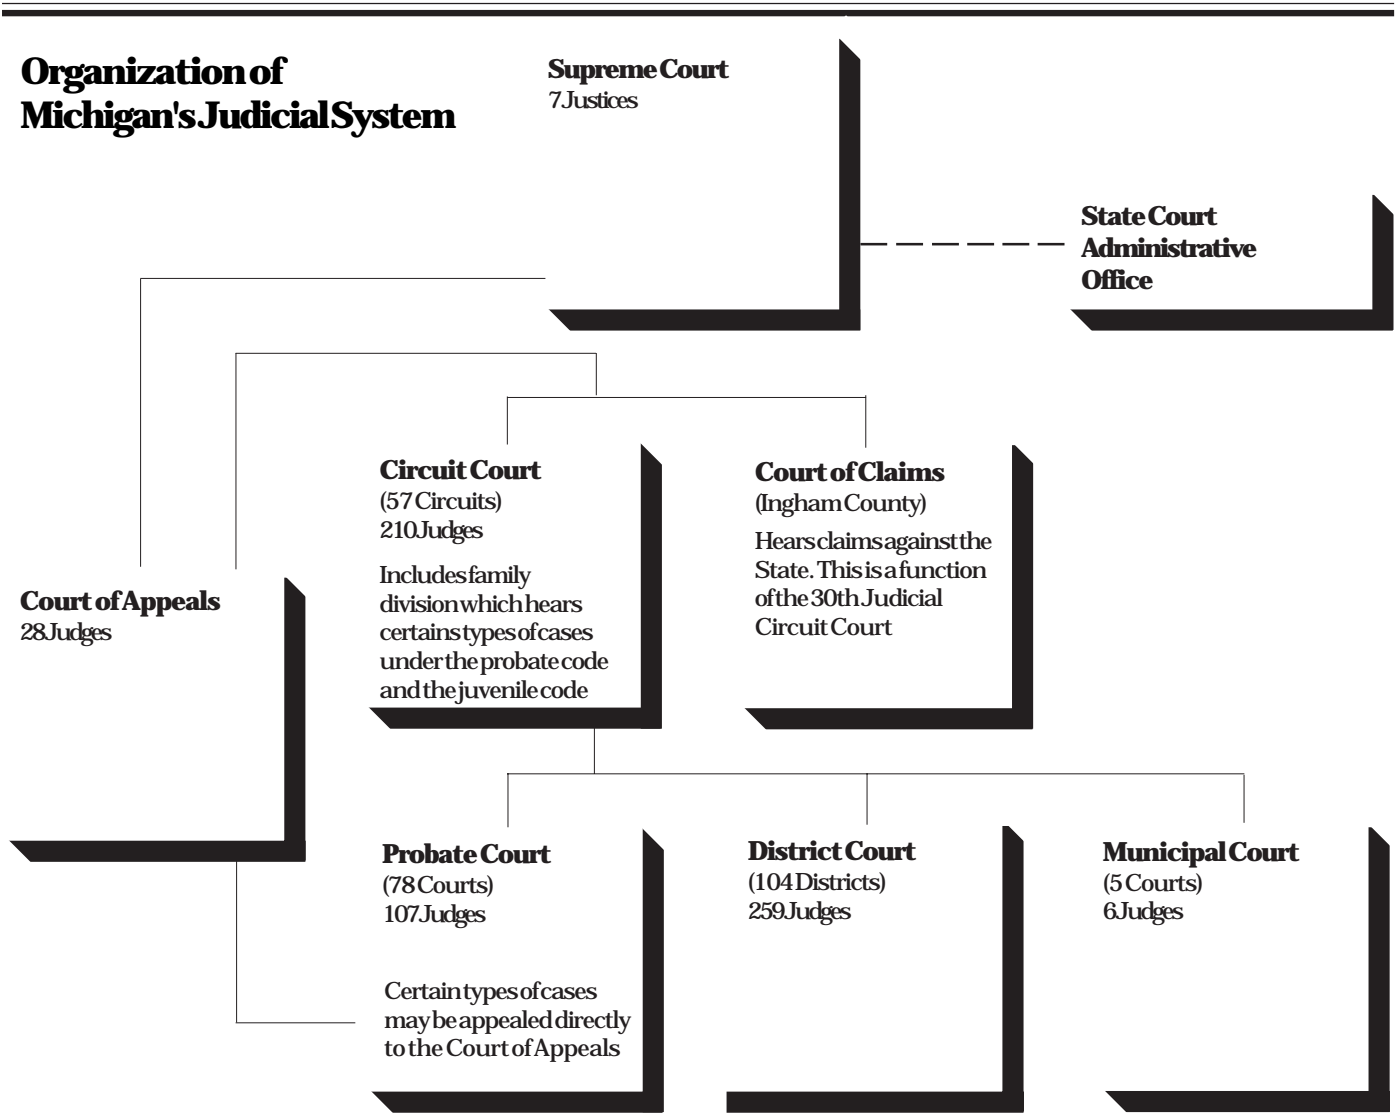 Organization of
Michigan's Judicial System
Supreme Court
7 Justices
State Court
Administrative
Office
Circuit Court
(57 Circuits)
210 Judges
Includes family
division which hears
certains types of cases
under the probate code
and the juvenile code
Court of Claims
(Ingham County)
Hears claims against the
State. This is a function
of the 30th Judicial
Circuit Court
Court of Appeals
28 Judges
Probate Court
(78 Courts)
107 Judges
Certain types of cases
may be appealed directly
to the Court of Appeals
District Court
(104 Districts)
259 Judges
Municipal Court
(5 Courts)
6 Judges